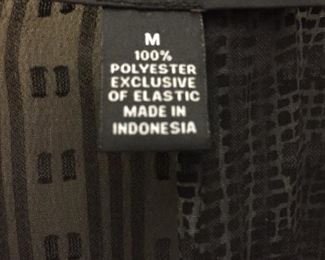 M
100%
POLYESTER
EXCLUSIVE
OF ELASTIC
MADE IN
INDONESIA